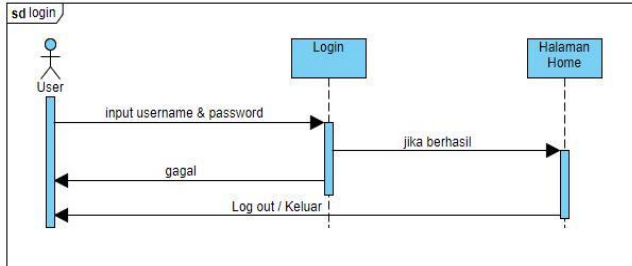 sd login
Login
Halaman
Home
User
input username & password
jika berhasil
gagal
Log out / Keluar